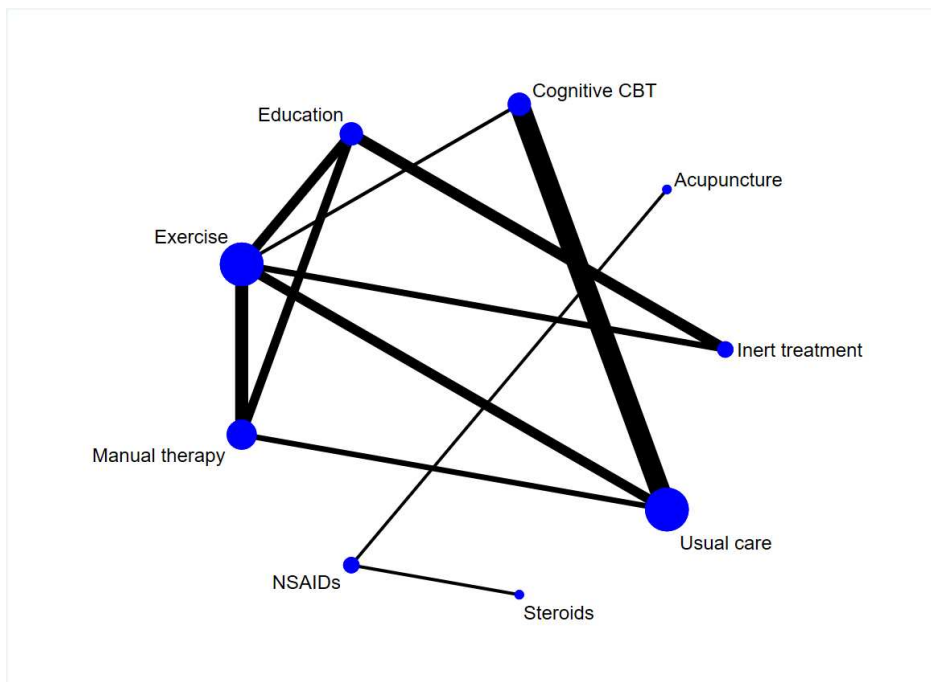 Cognitive CBT
Education
Acupuncture
Exercise
Inert treatment
Manual therapy
Usual care
NSAIDs
Steroids